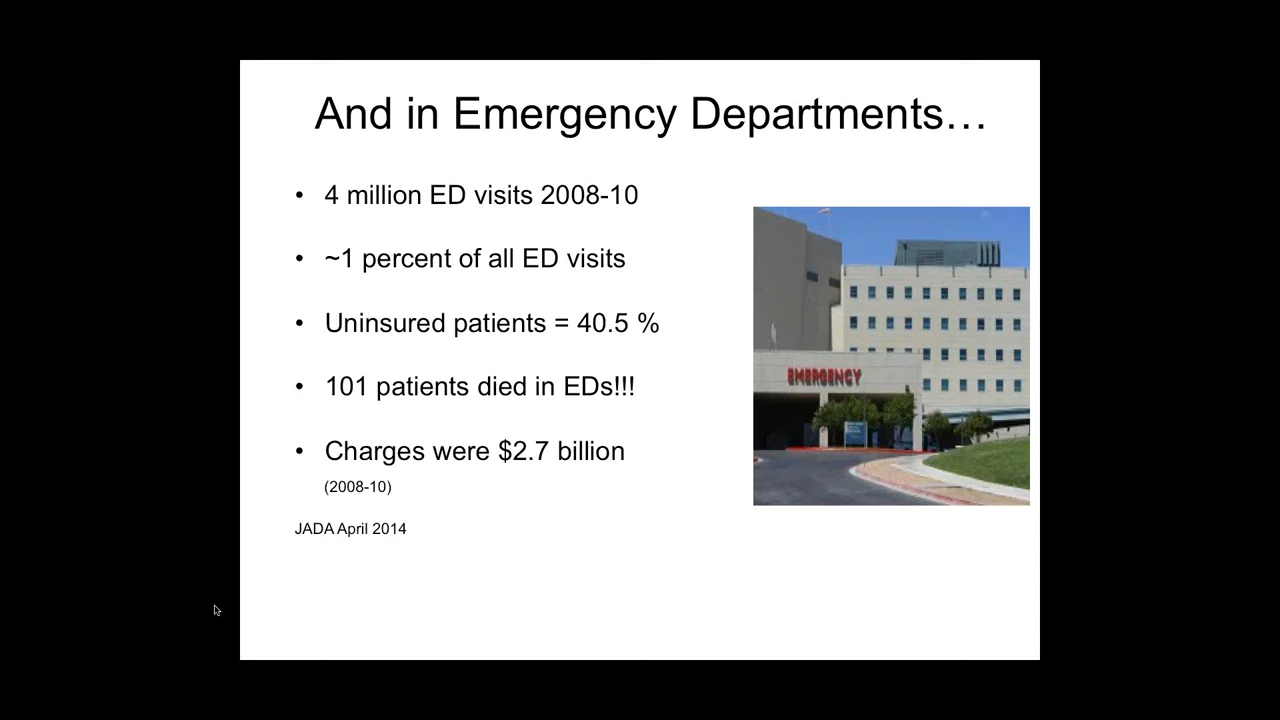 And in Emergency Departments…
• 4 million ED visits 2008-10
• ~1 percent of all ED visits
• Uninsured patients = 40.5 %
• 101 patients died in EDs!!!
• Charges were $2.7 billion
(2008-10)
JADA April 2014
EMERGENCY